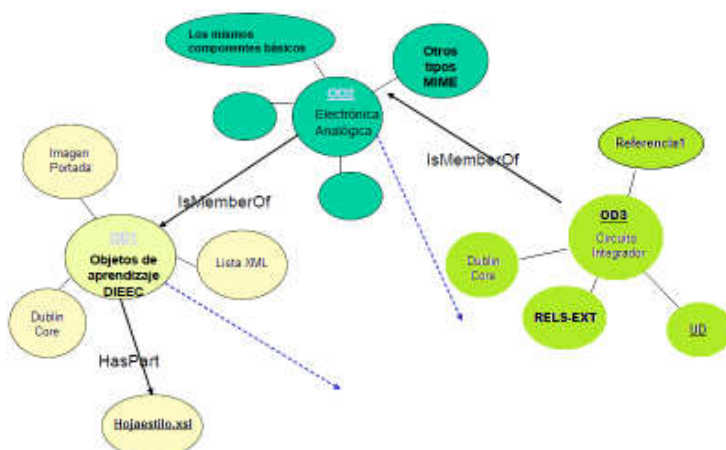 Los mismos
componentes básicos
Otros
tipos
MIME
OD2
Electrónica
Analógica
IsMemberOf
Referencia1
Imagen
Portada
IsMemberOf
OD3
Circuito
Integrador
OD1
Objetos de
aprendizaje
DIEEC
Lista XML
Dublin
Core
Dublin
Core
RELS-EXT
UD
HasPart
Hojaestilo.xsl